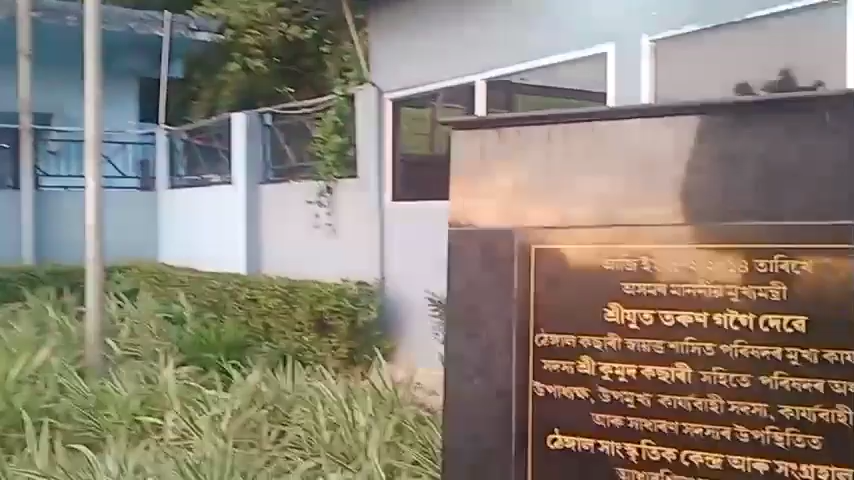 আজি ইং তাৰিখে
অসমৰ মাননীয় মুখ্যমন্ত্ৰী
শ্ৰীযুত তৰুণ গগৈ দেৱে
ঠেঙাল কছাৰী স্বায়ত্ত শাসিত পৰিষদৰ মুখ্য কাৰ্য
সদস্য শ্ৰী কুমুদ কছাৰী সহিতে পৰিষদৰ অধ্য
উপাধ্যক্ষ, উপমুখ্য কাৰ্যবাহী সদস্য, কাৰ্যবাহী
আৰু সাধাৰণ সদস্যৰ উপস্থিতিত
ঠেঙাল সাংস্কৃতিক কেন্দ্ৰ আৰু সংগ্ৰহাল